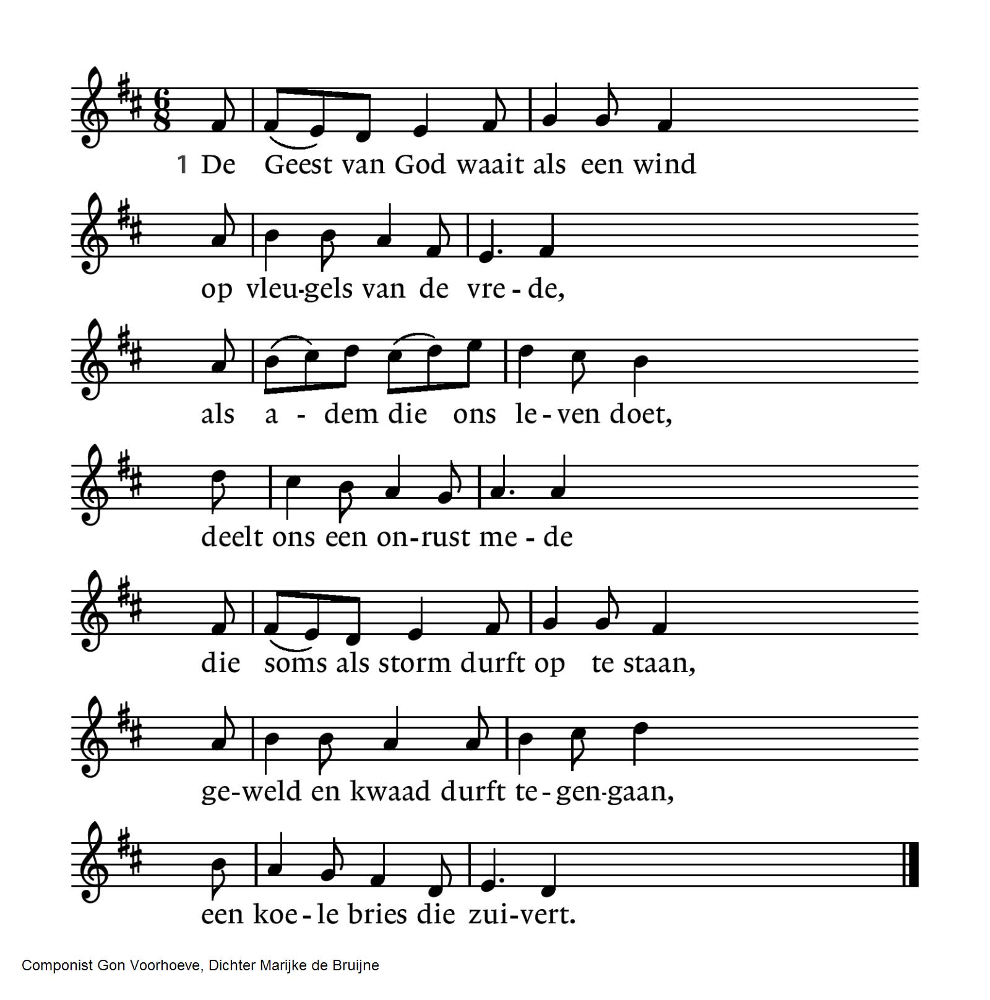 6
8
1 De Geest van God waait als een wind
op vleu-gels van de vre - de,
als a - dem die ons le - ven doet,
deelt ons een on-rust me - de
die soms als storm durft op te staan,
ge-weld en kwaad durft te - gen-gaan,
een koe - le bries die zui-vert.
Componist Gon Voorhoeve, Dichter Marijke de Bruijne